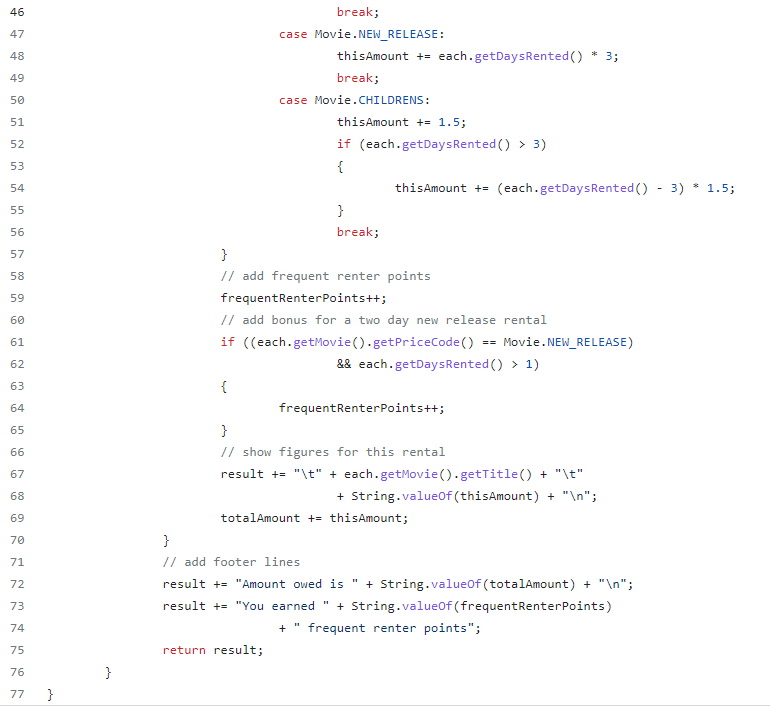 46 break;
47 case Movie.NEW_RELEASE:
48 thisAmount += each.getDaysRented() * 3;
49 break;
50 case Movie.CHILDRENS:
51 thisAmount += 1.5;
52 if (each.getDaysRented() > 3)
53 {
54 thisAmount += (each.getDaysRented() - 3) * 1.5;
55 }
56 break;
57 }
58 // add frequent renter points
59 frequentRenterPoints++;
60 // add bonus for a two day new release rental
61 if ((each.getMovie().getPriceCode() == Movie.NEW_RELEASE)
62 && each.getDaysRented() > 1)
63 {
64 frequentRenterPoints++;
65 }
66 // show figures for this rental
67 result += "\t" + each.getMovie().getTitle() + "\t"
68 + String.valueOf(thisAmount) + "\n";
69 totalAmount += thisAmount;
70 }
71 // add footer lines
72 result += "Amount owed is " + String.valueOf(totalAmount) + "\n";
73 result += "You earned " + String.valueOf(frequentRenterPoints)
74 + " frequent renter points";
75 return result;
76 }
77 }